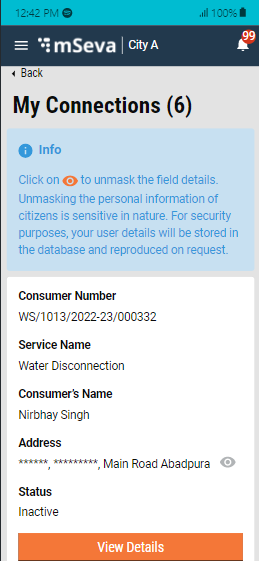 12:42 PM
100%
mSeva
City A
99
Back
My Connections (6)
Info
Click on to unmask the field details.
Unmasking the personal information of
citizens is sensitive in nature. For security
purposes, your user details will be stored in
the database and reproduced on request.
Consumer Number
WS/1013/2022-23/000332
Service Name
Water Disconnection
Consumer's Name
Nirbhay Singh
Address
******, *********, Main Road Abadpura
Status
Inactive
View Details